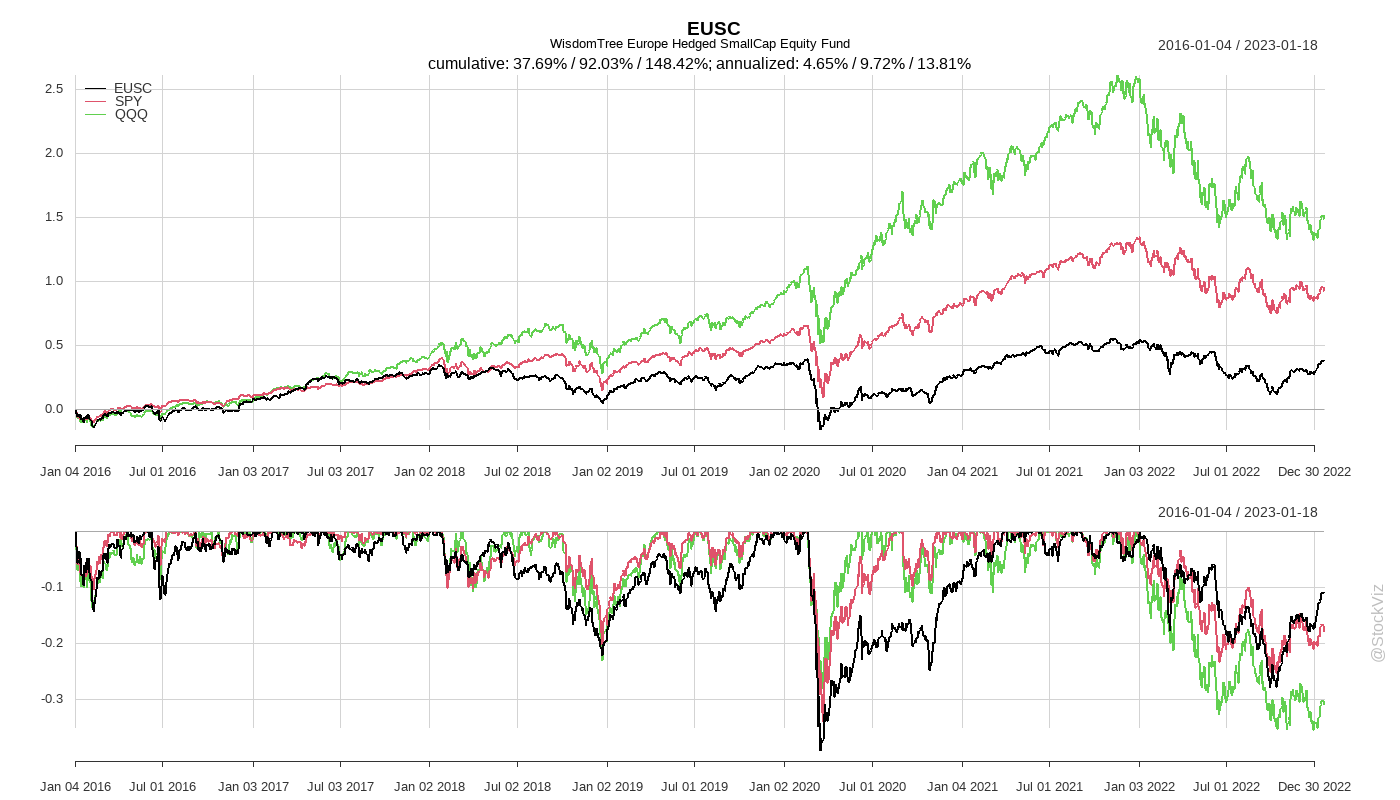 EUSC
WisdomTree Europe Hedged SmallCap Equity Fund
2016-01-04 / 2023-01-18
cumulative: 37.69% / 92.03% / 148.42%; annualized: 4.65% / 9.72% / 13.81%
EUSC
SPY
QQQ
2.5
2.0
1.5
1.0
0.5
0.0
Jan 04 2016 Jul 01 2016 Jan 03 2017 Jul 03 2017 Jan 02 2018 Jul 02 2018 Jan 02 2019 Jul 01 2019 Jan 02 2020 Jul 01 2020 Jan 04 2021 Jul 01 2021 Jan 03 2022 Jul 01 2022 Dec 30 2022
2016-01-04 / 2023-01-18
-0.1
-0.2
-0.3
Jan 04 2016 Jul 01 2016 Jan 03 2017 Jul 03 2017 Jan 02 2018 Jul 02 2018 Jan 02 2019 Jul 01 2019 Jan 02 2020 Jul 01 2020 Jan 04 2021 Jul 01 2021 Jan 03 2022 Jul 01 2022 Dec 30 2022
@StockViz